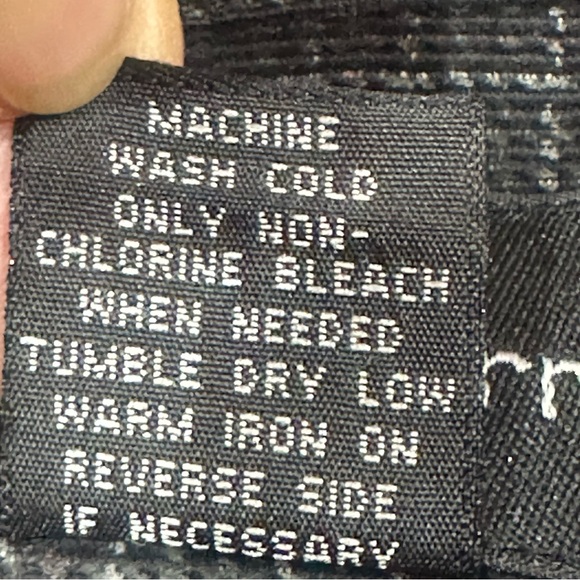 MACHINE
WASH COLD
ONLY NON-
CHLORINE BLEACH
WHEN NEEDED
TUMBLE DRY LOW
WARM IRON ON
REVERSE SIDE
IF NECESSARY